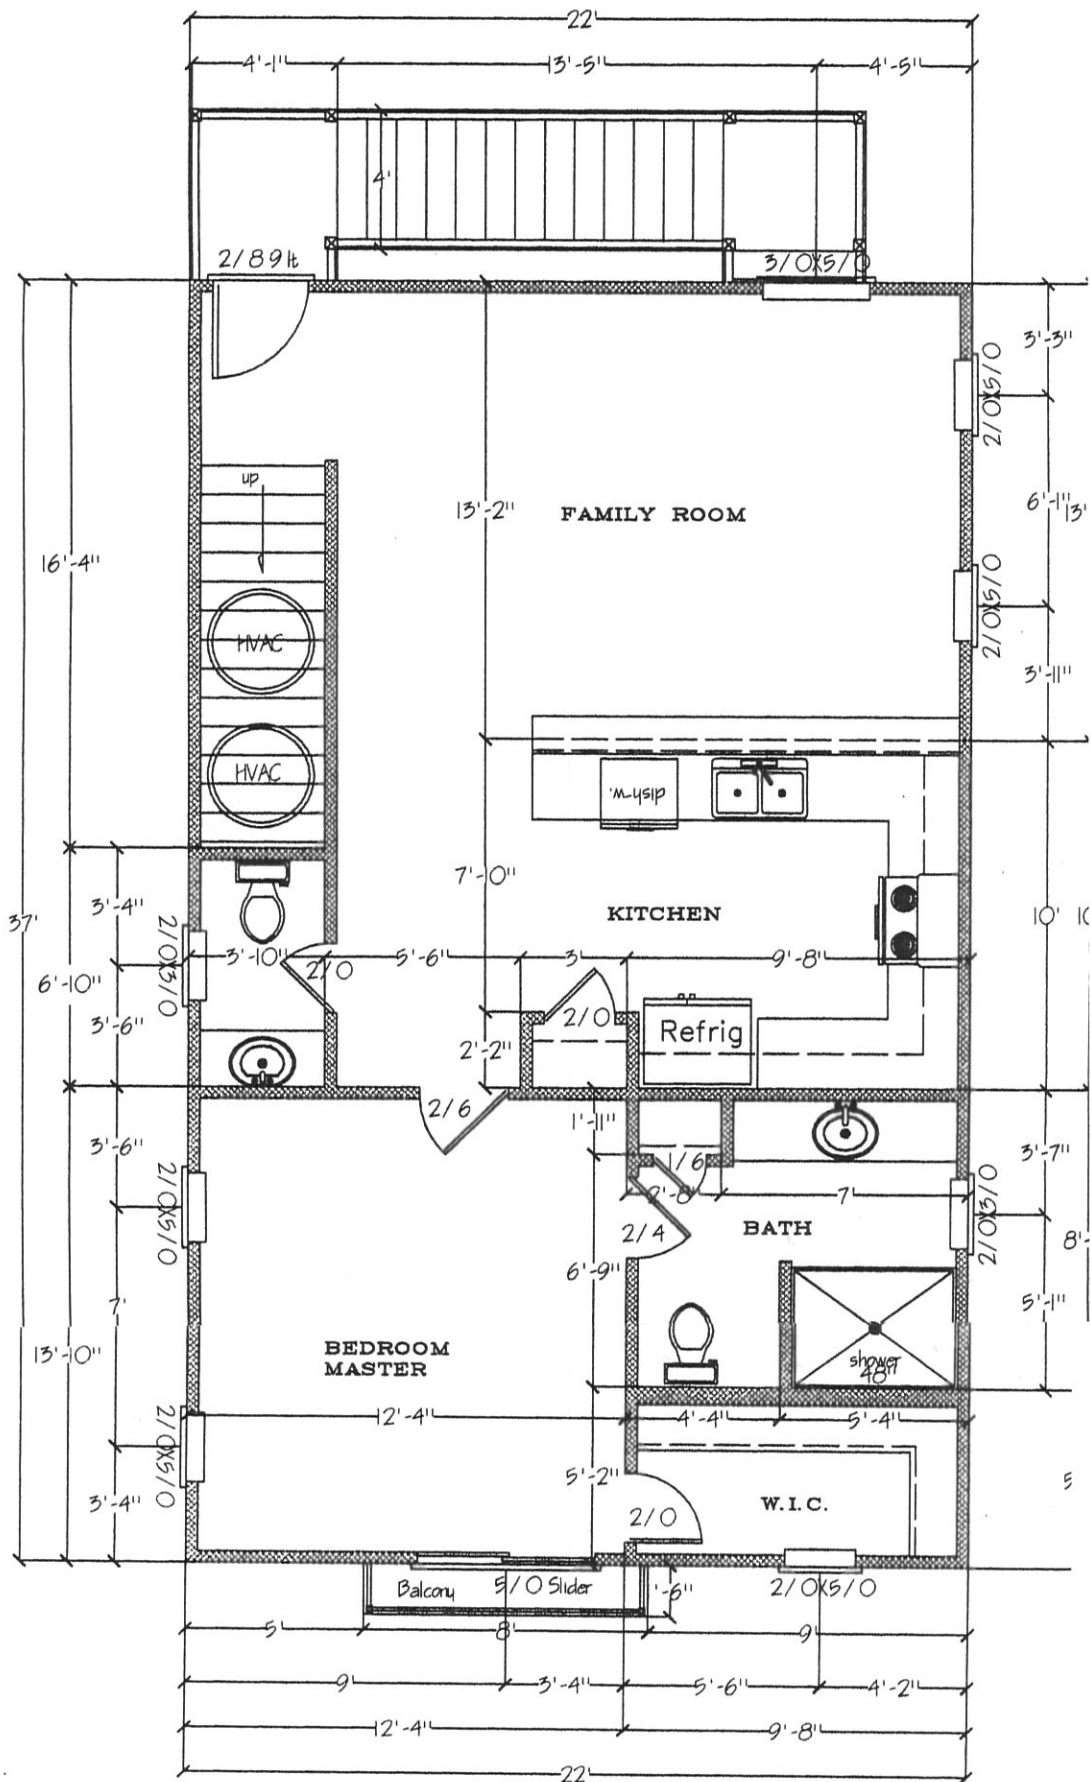 22'
4'-1"
13'-5"
4'-5"
4'
2/8 9 lt
3/0X5/0
3'-3"
2/0X5/0
13'-2"
FAMILY ROOM
6'-1"
13'
up
16'-4"
2/0X5/0
HVAC
3'-11"
HVAC
dish-w.
7'-0"
3'-4"
37'
KITCHEN
10'
2/0X3/0
3'-10"
5'-6"
3'
9'-8"
2/0
6'-10"
3'-6"
2/0
Refrig
2'-2"
2/6
1'-11"
3'-6"
3'-7"
1/6
2'-8"
7'
2/0X5/0
2/0X3/0
2/4
BATH
8'-
6'-9"
7'
5'-1"
13'-10"
BEDROOM
MASTER
shower
48"
12'-4"
4'-4"
5'-4"
2/0X5/0
5'-2"
3'-4"
W.I.C.
2/0
5
Balcony
5/0 Slider
'-6"
2/0X5/0
5'
8'
9'
9'
3'-4"
5'-6"
4'-2"
12'-4"
9'-8"
22'